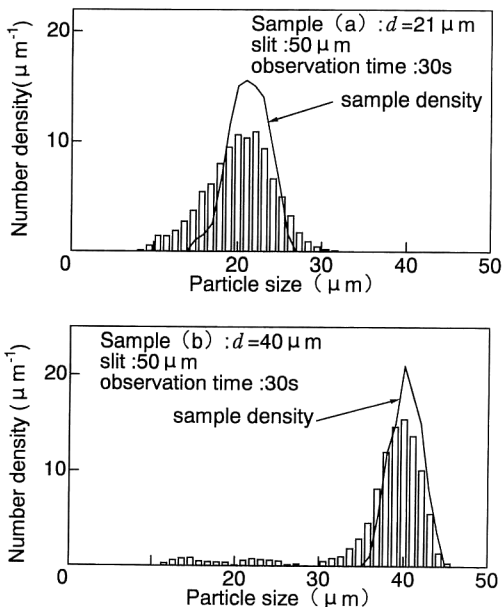 Sample (a) : d=21 μm
slit :50 μm
observation time :30s
sample density
Number density(μm⁻¹)
20
10
0 10 20 30 40 50
Particle size (μm)
Sample (b) : d=40 μm
slit :50 μm
observation time :30s
sample density
Number density (μm⁻¹)
20
10
0 10 20 30 40 50
Particle size (μm)